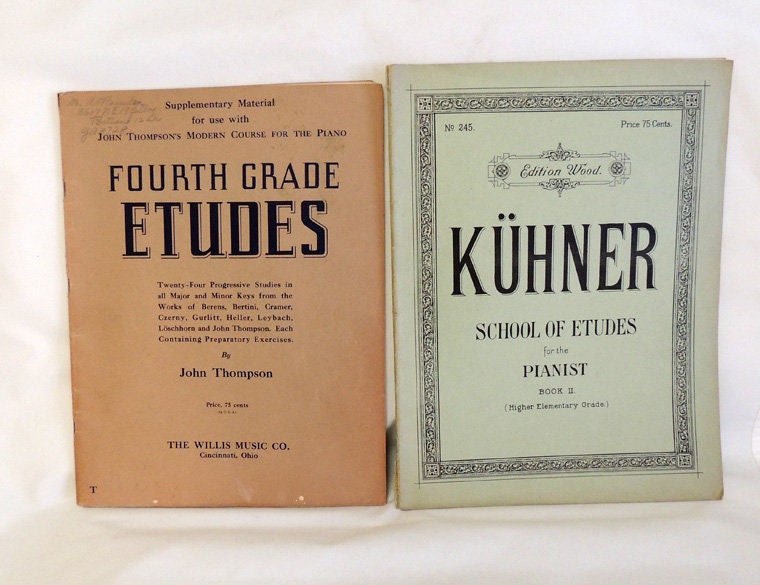 Supplementary Material
for use with
JOHN THOMPSON'S MODERN COURSE FOR THE PIANO
FOURTH GRADE
ETUDES
Twenty-Four Progressive Studies in
all Major and Minor Keys from the
Works of Berens, Bertini, Cramer,
Czerny, Gurlitt, Heller, Leybach,
Löschhorn and John Thompson. Each
Containing Preparatory Exercises.
By
John Thompson
Price, 75 cents
THE WILLIS MUSIC CO.
Cincinnati, Ohio
T
No 245.
Price 75 Cents.
Edition Wood.
KÜHNER
SCHOOL OF ETUDES
for the
PIANIST
BOOK II.
(Higher Elementary Grade.)